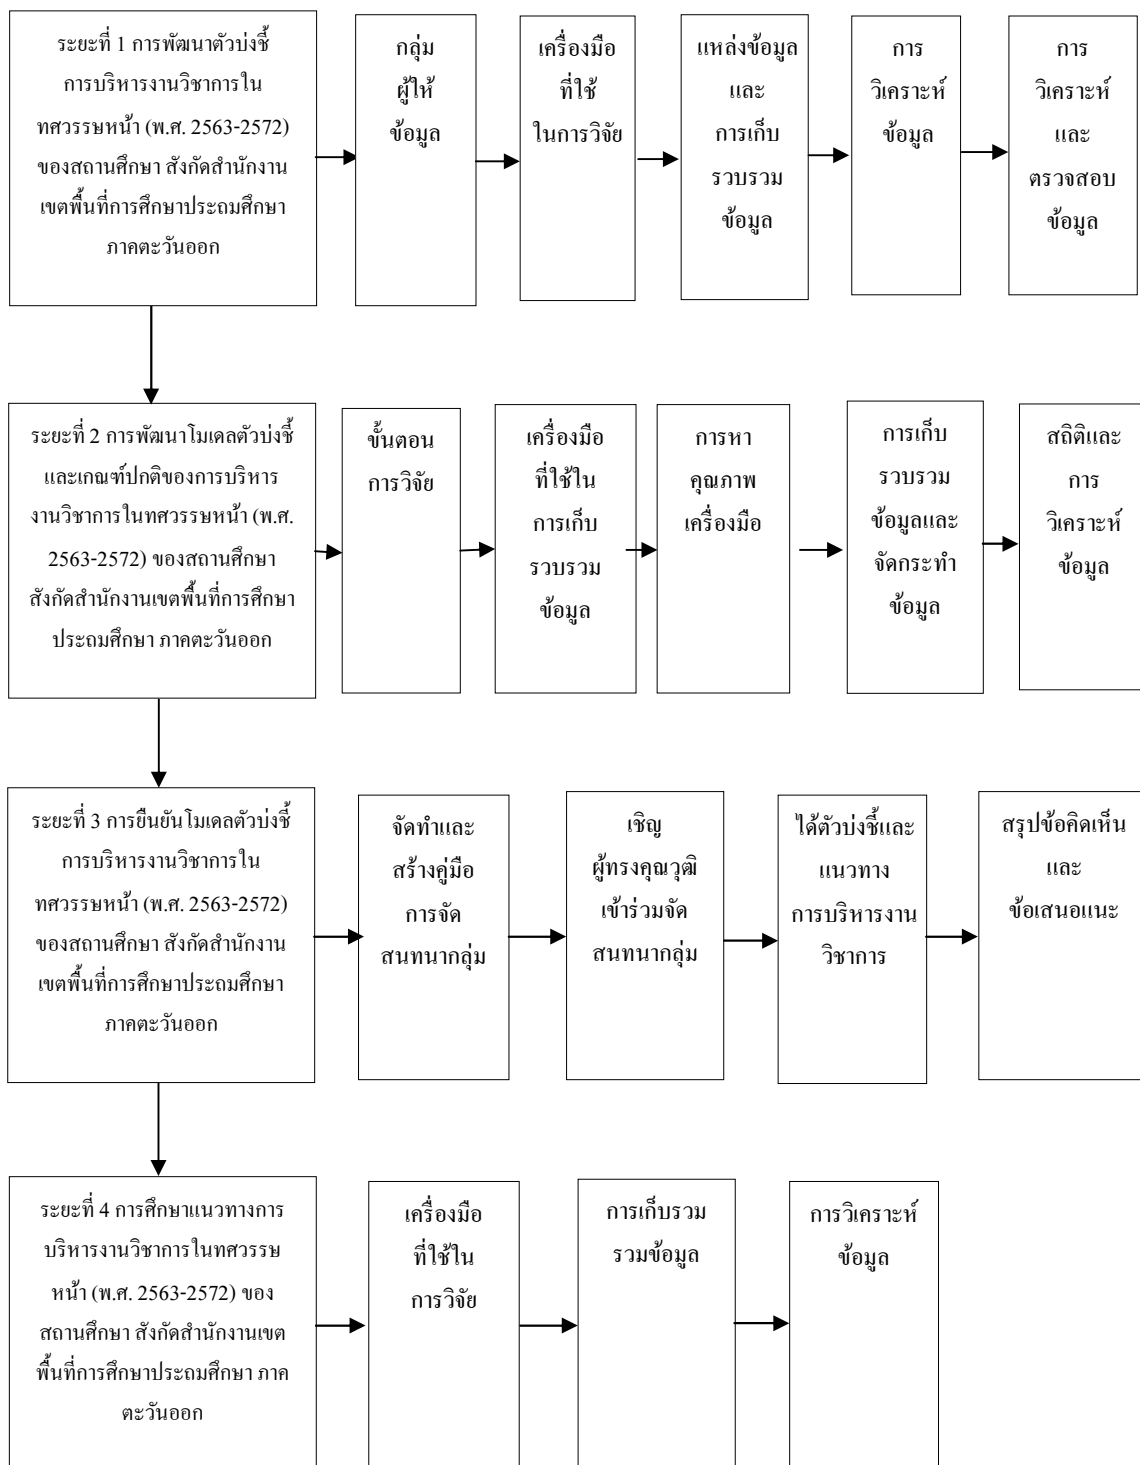 ระยะที่ 1 การพัฒนาตัวบ่งชี้
การบริหารงานวิชาการใน
ทศวรรษหน้า (พ.ศ. 2563-2572)
ของสถานศึกษา สังกัดสำนักงาน
เขตพื้นที่การศึกษาประถมศึกษา
ภาคตะวันออก
กลุ่ม
ผู้ให้
ข้อมูล
เครื่องมือ
ที่ใช้
ในการวิจัย
แหล่งข้อมูล
และ
การเก็บ
รวบรวม
ข้อมูล
การ
วิเคราะห์
ข้อมูล
การ
วิเคราะห์
และ
ตรวจสอบ
ข้อมูล
ระยะที่ 2 การพัฒนาโมเดลตัวบ่งชี้
และเกณฑ์ปกติของการบริหาร
งานวิชาการในทศวรรษหน้า (พ.ศ.
2563-2572) ของสถานศึกษา
สังกัดสำนักงานเขตพื้นที่การศึกษา
ประถมศึกษา ภาคตะวันออก
ขั้นตอน
การวิจัย
เครื่องมือ
ที่ใช้ใน
การเก็บ
รวบรวม
ข้อมูล
การหา
คุณภาพ
เครื่องมือ
การเก็บ
รวบรวม
ข้อมูลและ
จัดกระทำ
ข้อมูล
สถิติและ
การ
วิเคราะห์
ข้อมูล
ระยะที่ 3 การยืนยันโมเดลตัวบ่งชี้
การบริหารงานวิชาการใน
ทศวรรษหน้า (พ.ศ. 2563-2572)
ของสถานศึกษา สังกัดสำนักงาน
เขตพื้นที่การศึกษาประถมศึกษา
ภาคตะวันออก
จัดทำและ
สร้างคู่มือ
การจัด
สนทนากลุ่ม
เชิญ
ผู้ทรงคุณวุฒิ
เข้าร่วมจัด
สนทนากลุ่ม
ได้ตัวบ่งชี้และ
แนวทาง
การบริหารงาน
วิชาการ
สรุปข้อคิดเห็น
และ
ข้อเสนอแนะ
ระยะที่ 4 การศึกษาแนวทางการ
บริหารงานวิชาการในทศวรรษ
หน้า (พ.ศ. 2563-2572) ของ
สถานศึกษา สังกัดสำนักงานเขต
พื้นที่การศึกษาประถมศึกษา ภาค
ตะวันออก
เครื่องมือ
ที่ใช้ใน
การวิจัย
การเก็บรวม
รวมข้อมูล
การวิเคราะห์
ข้อมูล